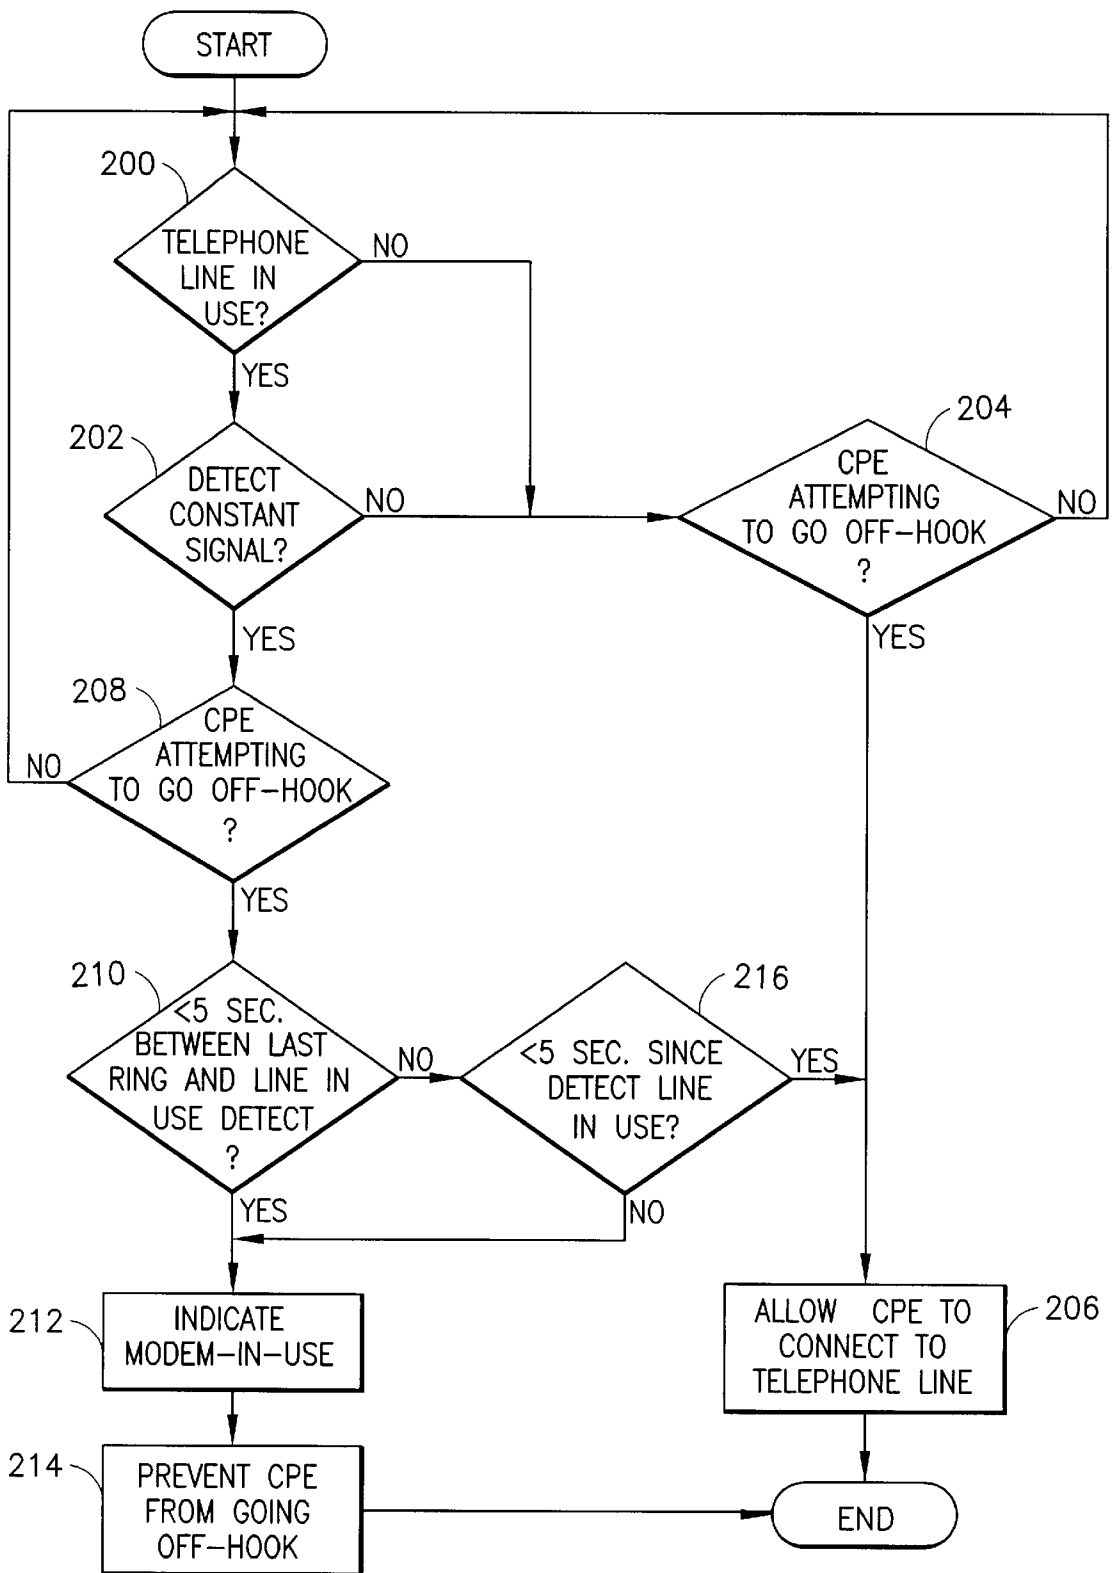 START
200
TELEPHONE
LINE IN
USE?
NO
YES
202
DETECT
CONSTANT
SIGNAL?
NO
YES
204
CPE
ATTEMPTING
TO GO OFF-HOOK
?
NO
YES
208
CPE
ATTEMPTING
TO GO OFF-HOOK
?
NO
YES
210
<5 SEC.
BETWEEN LAST
RING AND LINE IN
USE DETECT
?
NO
YES
216
<5 SEC. SINCE
DETECT LINE
IN USE?
YES
NO
212
INDICATE
MODEM-IN-USE
206
ALLOW CPE TO
CONNECT TO
TELEPHONE LINE
214
PREVENT CPE
FROM GOING
OFF-HOOK
END